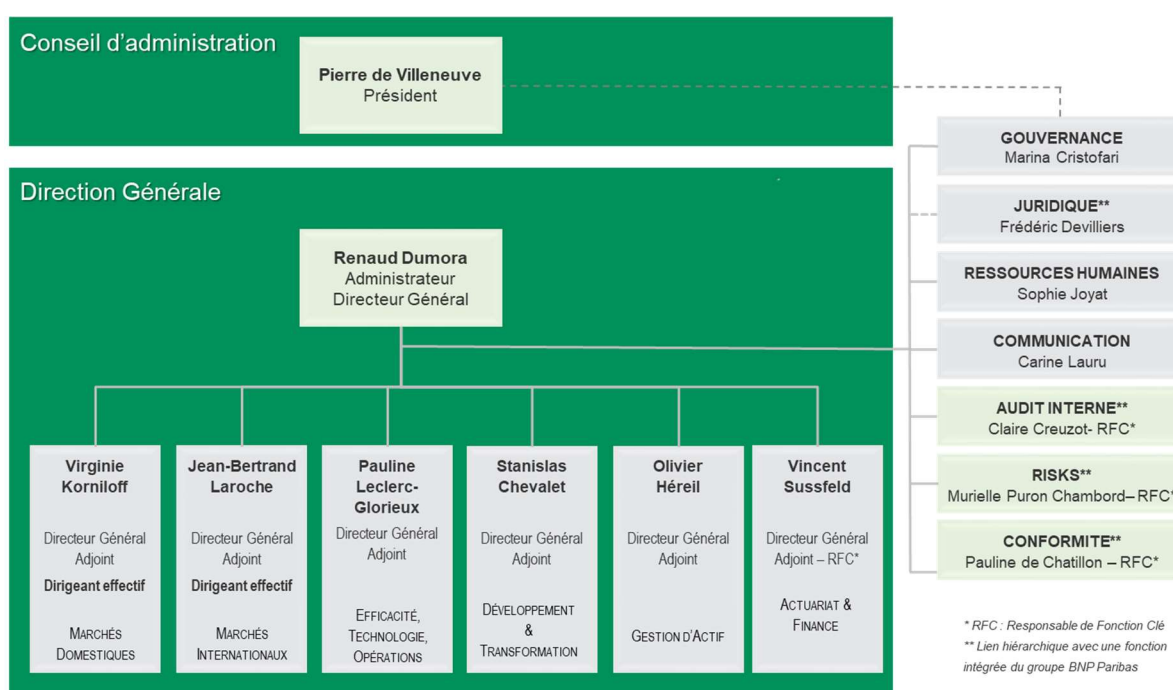 Conseil d'administration
Pierre de Villeneuve
Président
GOUVERNANCE
Marina Cristofari
Direction Générale
JURIDIQUE**
Frédéric Devilliers
Renaud Dumora
Administrateur
Directeur Général
RESSOURCES HUMAINES
Sophie Joyat
COMMUNICATION
Carine Lauru
AUDIT INTERNE**
Claire Creuzot- RFC*
RISKS**
Murielle Puron Chambord– RFC*
CONFORMITE**
Pauline de Chatillon – RFC*
Virginie
Korniloff
Directeur Général
Adjoint
Dirigeant effectif
MARCHÉS
DOMESTIQUES
Jean-Bertrand
Laroche
Directeur Général
Adjoint
Dirigeant effectif
MARCHÉS
INTERNATIONAUX
Pauline
Leclerc-
Glorieux
Directeur Général
Adjoint
EFFICACITÉ,
TECHNOLOGIE,
OPÉRATIONS
Stanislas
Chevalet
Directeur Général
Adjoint
DÉVELOPPEMENT
&
TRANSFORMATION
Olivier
Héreil
Directeur Général
Adjoint
GESTION D'ACTIF
Vincent
Sussfeld
Directeur Général
Adjoint – RFC*
ACTUARIAT &
FINANCE
* RFC : Responsable de Fonction Clé
** Lien hiérarchique avec une fonction
intégrée du groupe BNP Paribas